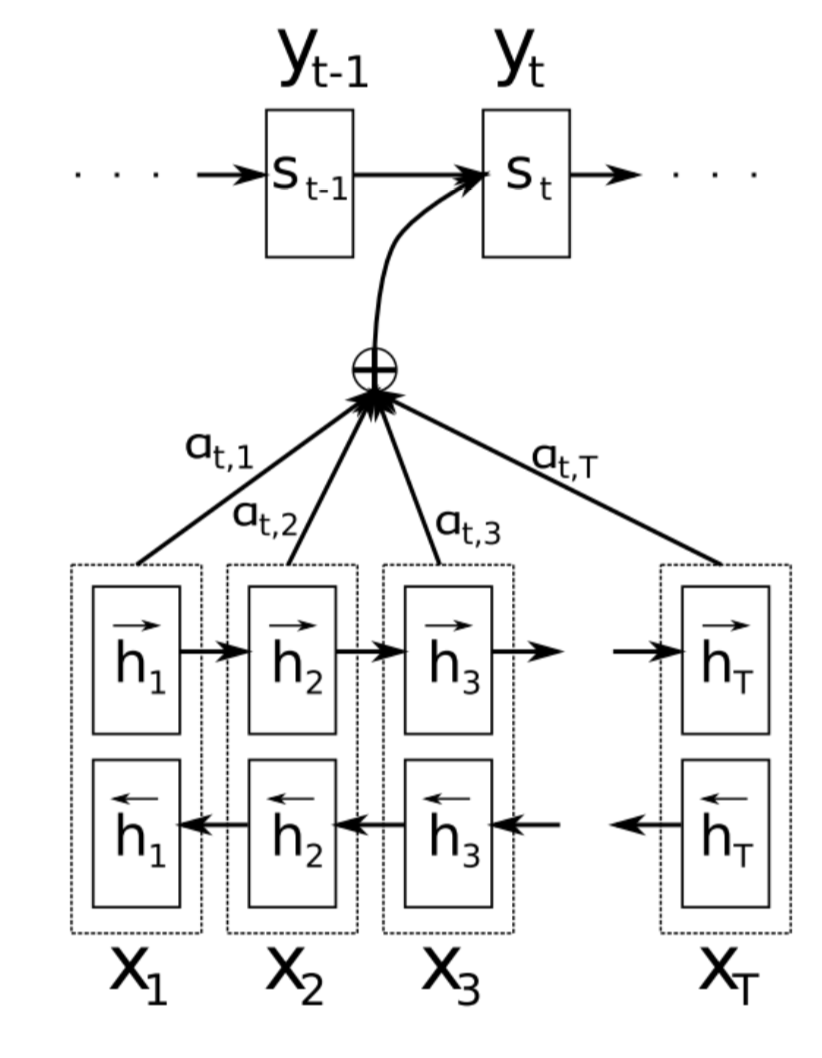 y_{t-1} y_t
. . . s_{t-1} s_t . . .
a_{t,1} a_{t,T}
a_{t,2} a_{t,3}
\overrightarrow{h}_1 \overrightarrow{h}_2 \overrightarrow{h}_3 \overrightarrow{h}_T
\overleftarrow{h}_1 \overleftarrow{h}_2 \overleftarrow{h}_3 \overleftarrow{h}_T
x_1 x_2 x_3 x_T